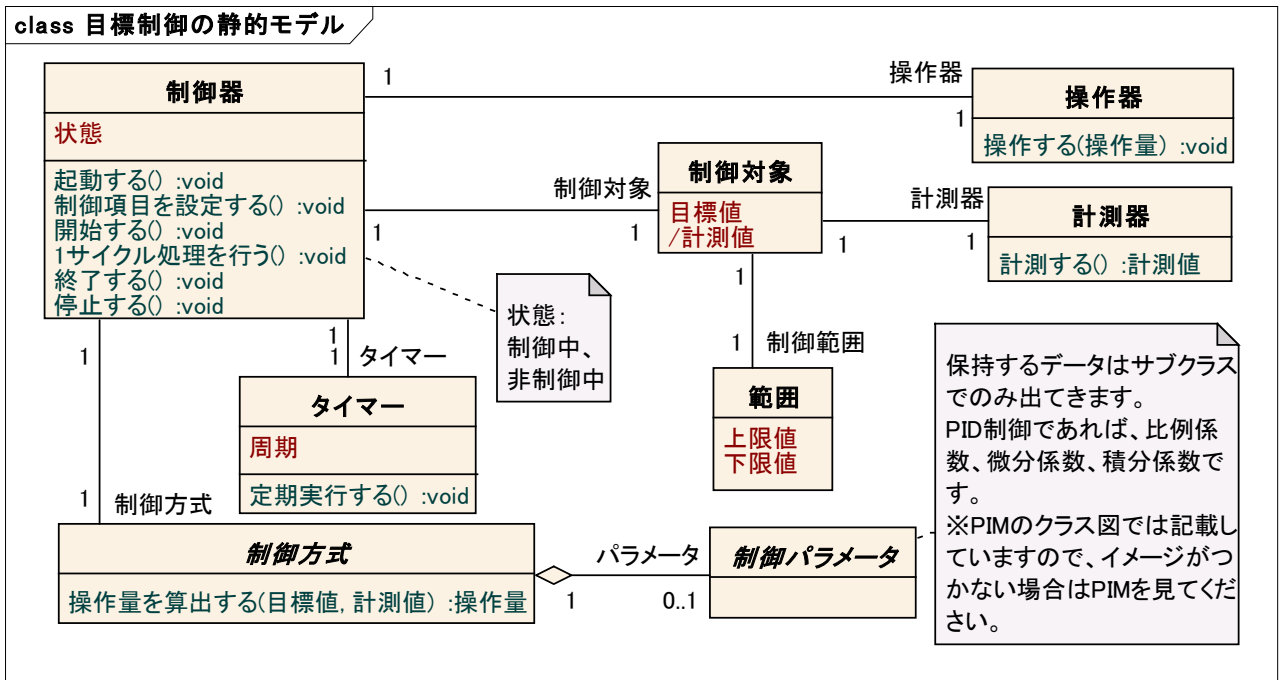 class 目標制御の静的モデル
制御器
状態
起動する() :void
制御項目を設定する() :void
開始する() :void
1サイクル処理を行う() :void
終了する() :void
停止する() :void
1
操作器
1
操作器
操作する(操作量) :void
1
制御対象
1
制御対象
目標値
/計測値
1
計測器
1
計測器
計測する() :計測値
状態:
制御中、
非制御中
1
1
制御範囲
範囲
上限値
下限値
1
1
タイマー
タイマー
周期
定期実行する() :void
1
1
制御方式
制御方式
操作量を算出する(目標値, 計測値) :操作量
1
パラメータ
0..1
制御パラメータ
保持するデータはサブクラス
でのみ出てきます。
PID制御であれば、比例係
数、微分係数、積分係数で
す。
※PIMのクラス図では記載し
ていますので、イメージがつ
かない場合はPIMを見てくだ
さい。